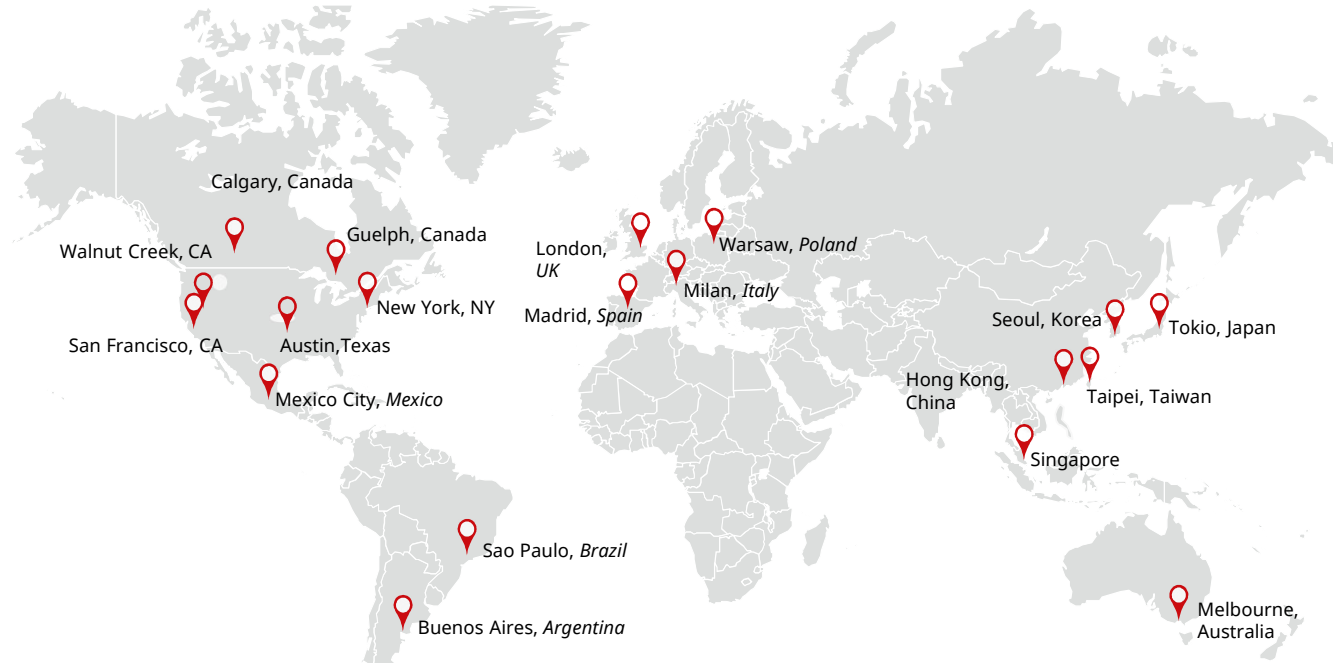 Calgary, Canada
Guelph, Canada
Walnut Creek, CA
New York, NY
San Francisco, CA
Austin,Texas
Mexico City, Mexico
Sao Paulo, Brazil
Buenos Aires, Argentina
London,
UK
Warsaw, Poland
Milan, Italy
Madrid, Spain
Seoul, Korea
Tokio, Japan
Hong Kong,
China
Taipei, Taiwan
Singapore
Melbourne,
Australia